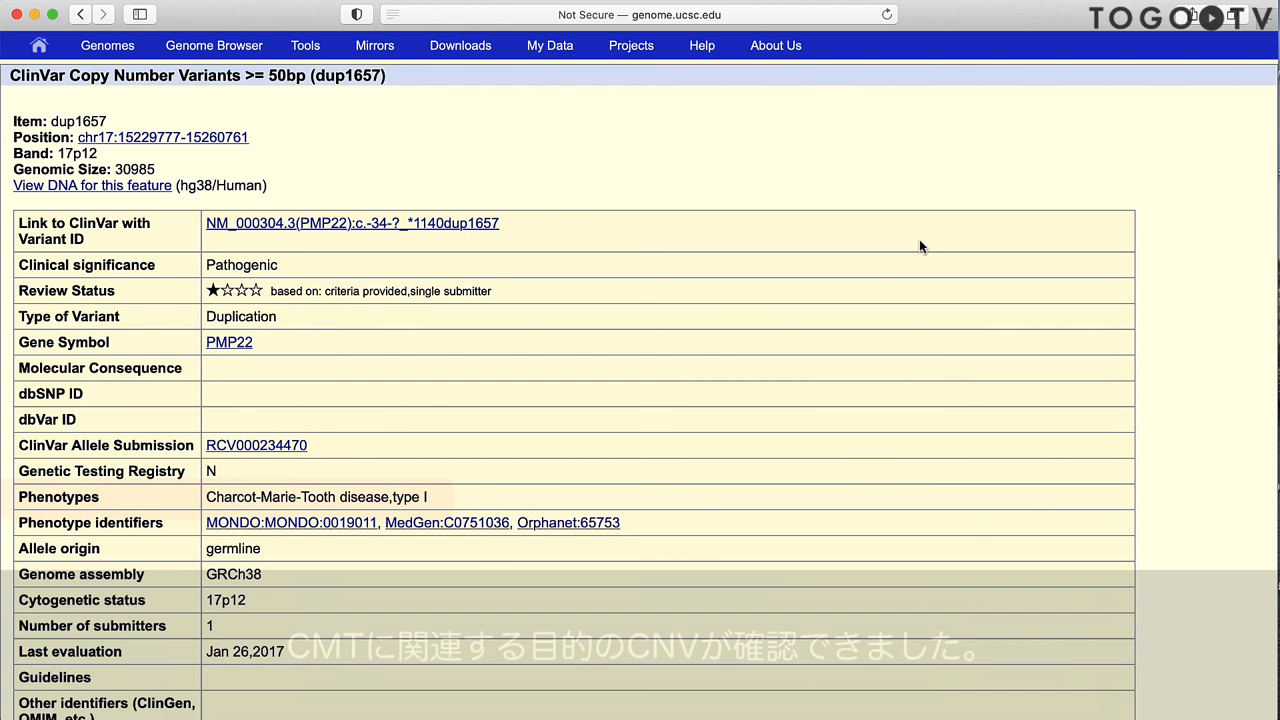 Not Secure — genome.ucsc.edu
TOGO TV
Genomes Genome Browser Tools Mirrors Downloads My Data Projects Help About Us
ClinVar Copy Number Variants >= 50bp (dup1657)
Item: dup1657
Position: chr17:15229777-15260761
Band: 17p12
Genomic Size: 30985
View DNA for this feature (hg38/Human)
Link to ClinVar with Variant ID NM_000304.3(PMP22):c.-34-?_*1140dup1657
Clinical significance Pathogenic
Review Status ★☆☆☆ based on: criteria provided,single submitter
Type of Variant Duplication
Gene Symbol PMP22
Molecular Consequence
dbSNP ID
dbVar ID
ClinVar Allele Submission RCV000234470
Genetic Testing Registry N
Phenotypes Charcot-Marie-Tooth disease,type I
Phenotype identifiers MONDO:MONDO:0019011, MedGen:C0751036, Orphanet:65753
Allele origin germline
Genome assembly GRCh38
Cytogenetic status 17p12
Number of submitters 1
CMTに関連する目的のCNVが確認できました。
Last evaluation Jan 26,2017
Guidelines
Other identifiers (ClinGen, OMIM, etc.)